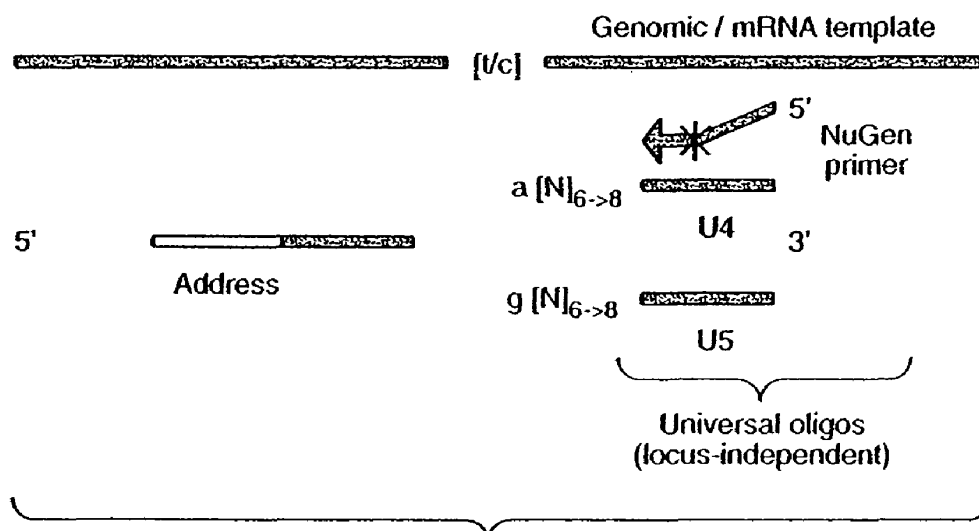 Genomic / mRNA template
[t/c]
5'
NuGen
primer
a [N]6->8
U4
5'
3'
Address
g [N]6->8
U5
Universal oligos
(locus-independent)